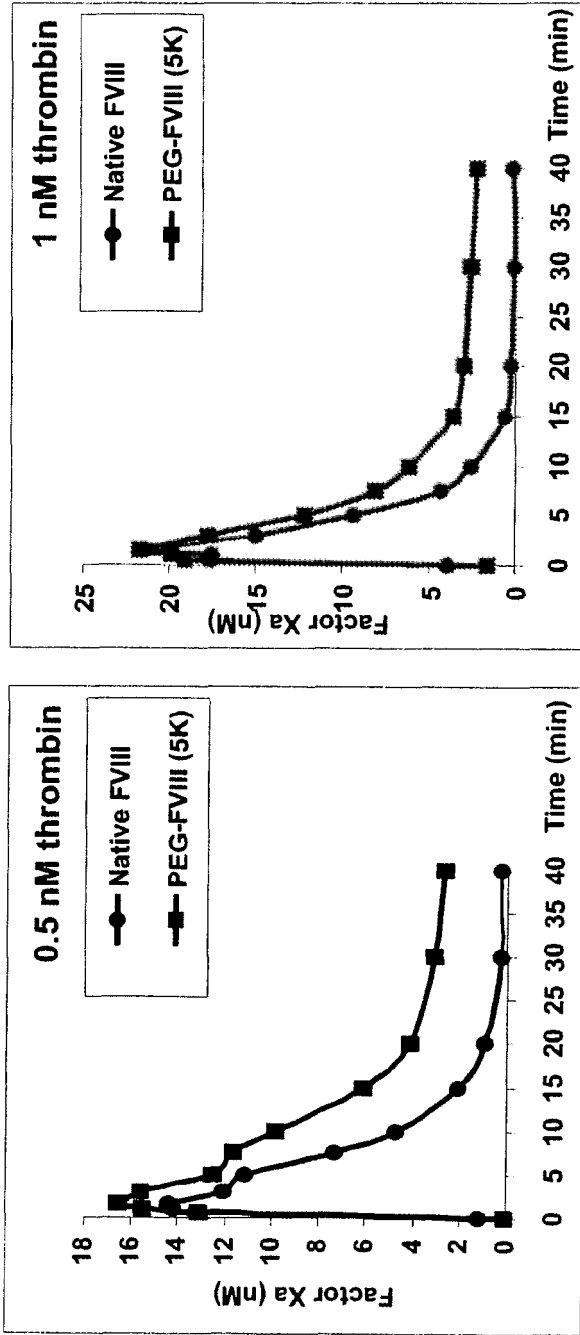 0.5 nM thrombin
Native FVIII
PEG-FVIII (5K)
Factor Xa (nM)
18
16
14
12
10
8
6
4
2
0
0 5 10 15 20 25 30 35 40 Time (min)
1 nM thrombin
Native FVIII
PEG-FVIII (5K)
Factor Xa (nM)
25
20
15
10
5
0
0 5 10 15 20 25 30 35 40 Time (min)